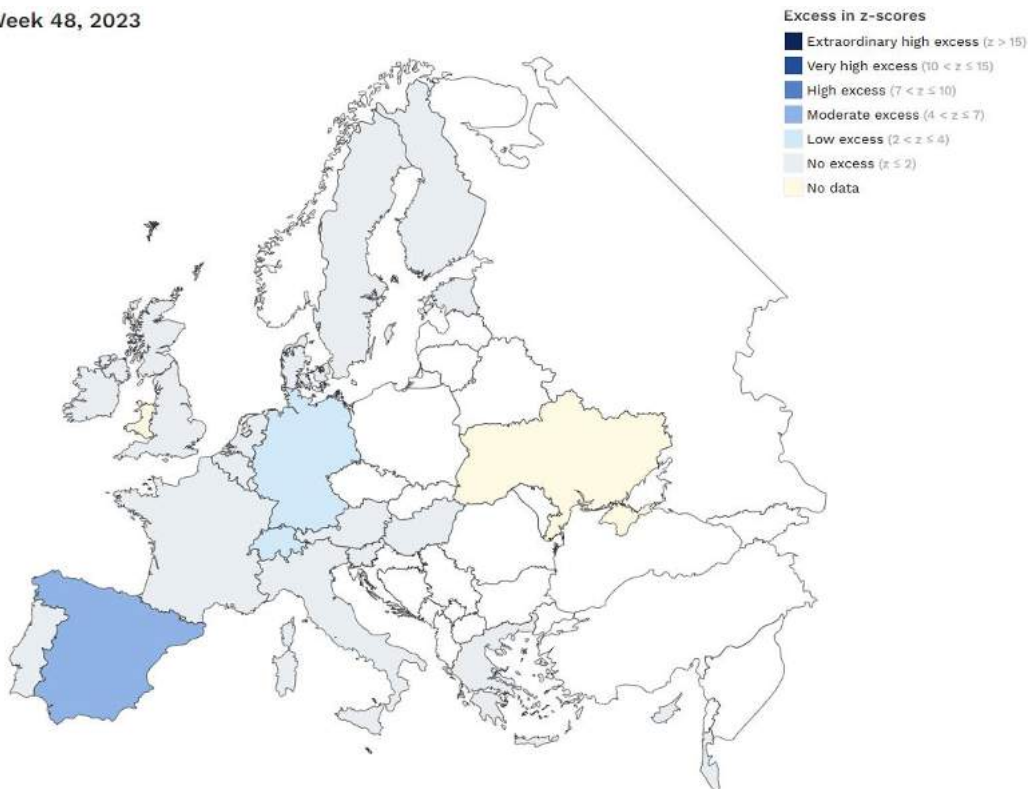 Week 48, 2023
Excess in z-scores
Extraordinary high excess (z > 15)
Very high excess (10 < z ≤ 15)
High excess (7 < z ≤ 10)
Moderate excess (4 < z ≤ 7)
Low excess (2 < z ≤ 4)
No excess (z ≤ 2)
No data